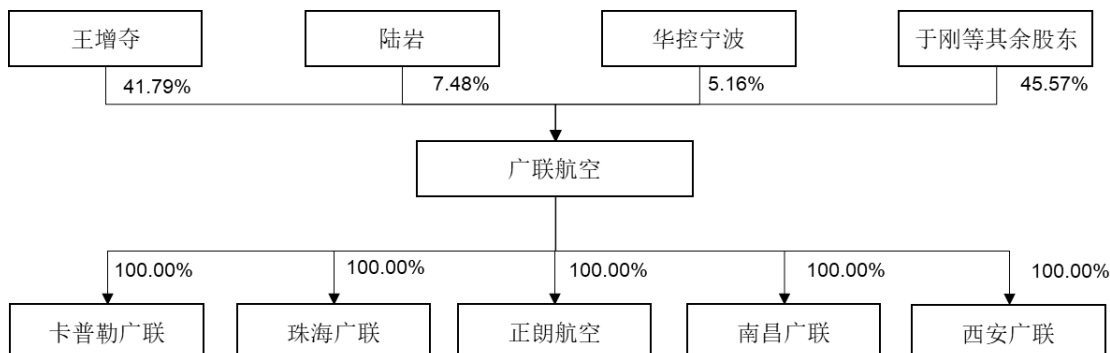 王增夺
陆岩
华控宁波
于刚等其余股东
41.79%
7.48%
5.16%
45.57%
广联航空
100.00%
100.00%
100.00%
100.00%
100.00%
卡普勒广联
珠海广联
正朗航空
南昌广联
西安广联